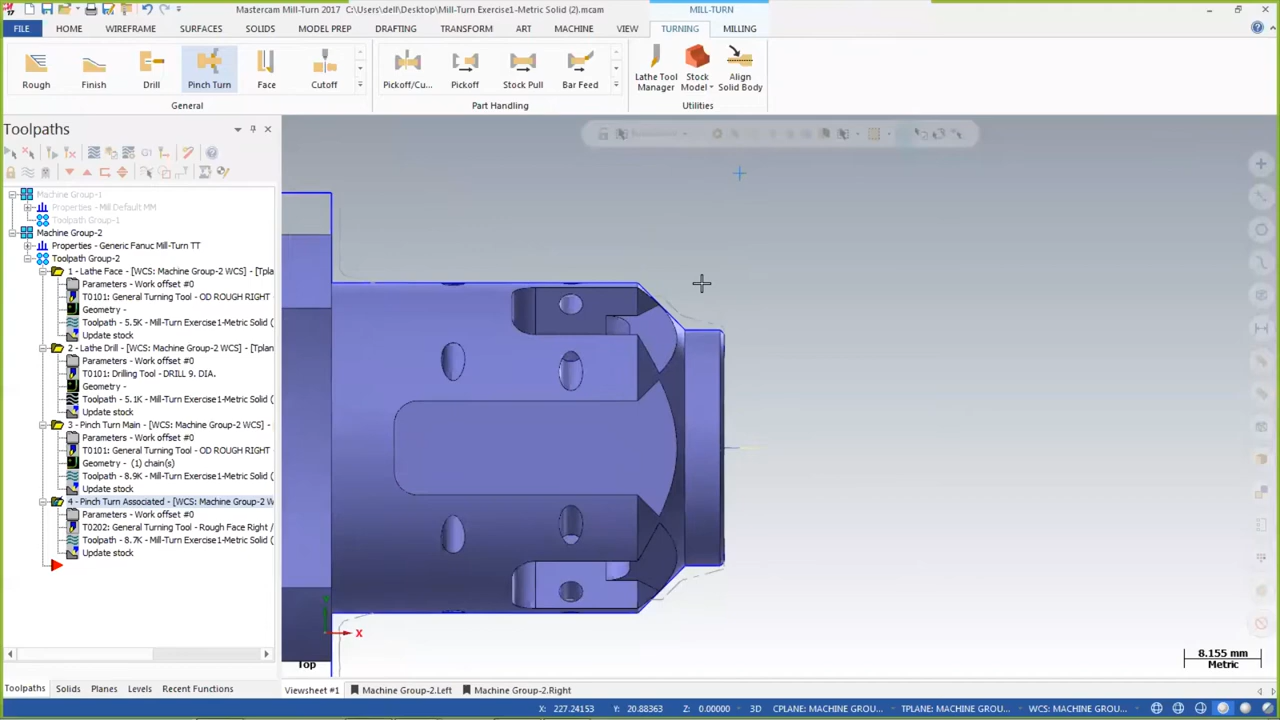 Mastercam Mill-Turn 2017  C:\Users\dell\Desktop\Mill-Turn Exercise1-Metric Solid (2).mcam
MILL-TURN
FILE HOME WIREFRAME SURFACES SOLIDS MODEL PREP DRAFTING TRANSFORM ART MACHINE VIEW TURNING MILLING
Rough Finish Drill Pinch Turn Face Cutoff Pickoff/Cu... Pickoff Stock Pull Bar Feed Lathe Tool Manager Stock Model Align Solid Body
General Part Handling Utilities
Toolpaths
G1
Machine Group-1
Properties - Mill Default MM
Toolpath Group-1
Machine Group-2
Properties - Generic Fanuc Mill-Turn TT
Toolpath Group-2
1 - Lathe Face - [WCS: Machine Group-2 WCS] - [Tpla
Parameters - Work offset #0
T0101: General Turning Tool - OD ROUGH RIGHT
Geometry -
Toolpath - 5.5K - Mill-Turn Exercise1-Metric Solid (
Update stock
2 - Lathe Drill - [WCS: Machine Group-2 WCS] - [Tplan
Parameters - Work offset #0
T0101: Drilling Tool - DRILL 9. DIA.
Geometry -
Toolpath - 5.1K - Mill-Turn Exercise1-Metric Solid (
Update stock
3 - Pinch Turn Main - [WCS: Machine Group-2 WCS] -
Parameters - Work offset #0
T0101: General Turning Tool - OD ROUGH RIGHT
Geometry - (1) chain(s)
Toolpath - 8.9K - Mill-Turn Exercise1-Metric Solid (
Update stock
4 - Pinch Turn Associated - [WCS: Machine Group-2 W
Parameters - Work offset #0
T0202: General Turning Tool - Rough Face Right /
Toolpath - 8.7K - Mill-Turn Exercise1-Metric Solid (
Update stock
X
Top
8.155 mm
Metric
Toolpaths Solids Planes Levels Recent Functions Viewsheet #1 Machine Group-2.Left Machine Group-2.Right
X: 227.24153 Y: 20.88363 Z: 0.00000 3D CPLANE: MACHINE GROU... TPLANE: MACHINE GROU... WCS: MACHINE GROU...